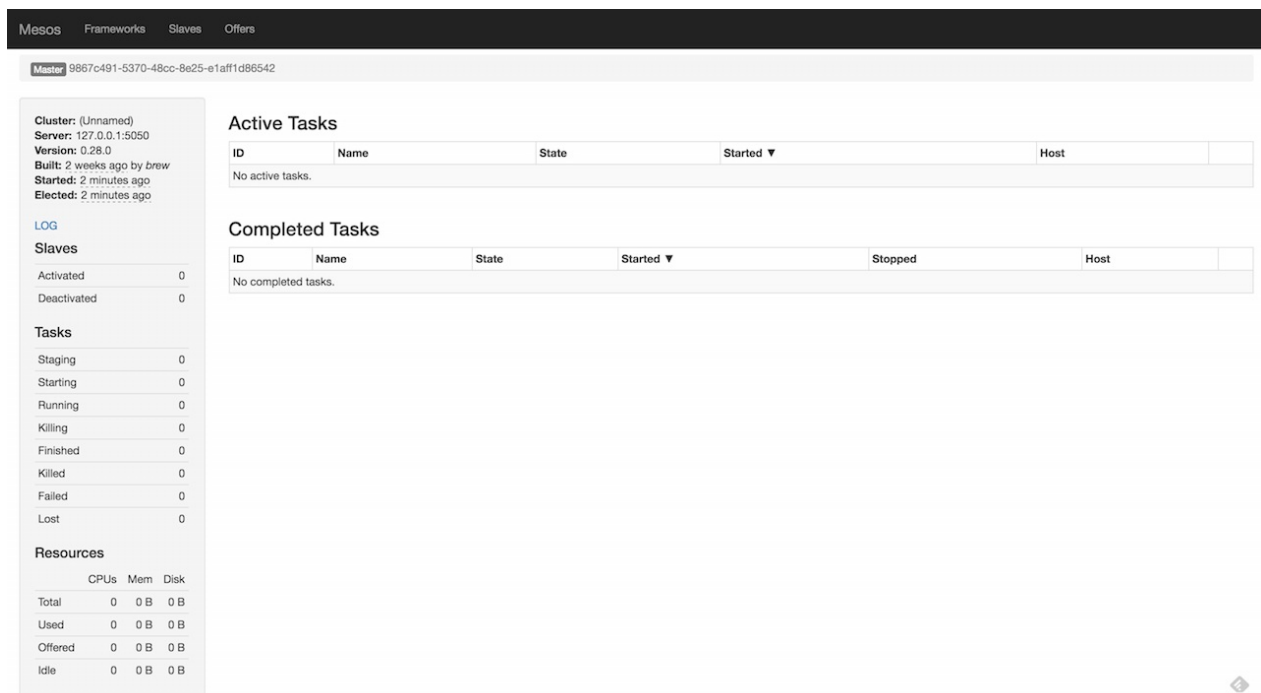 Mesos Frameworks Slaves Offers
Master 9867c491-5370-48cc-8e25-e1aff1d86542
Cluster: (Unnamed)
Server: 127.0.0.1:5050
Version: 0.28.0
Built: 2 weeks ago by brew
Started: 2 minutes ago
Elected: 2 minutes ago
LOG
Slaves
Activated 0
Deactivated 0
Tasks
Staging 0
Starting 0
Running 0
Killing 0
Finished 0
Killed 0
Failed 0
Lost 0
Resources
CPUs Mem Disk
Total 0 0 B 0 B
Used 0 0 B 0 B
Offered 0 0 B 0 B
Idle 0 0 B 0 B
Active Tasks
ID Name State Started ▼ Host
No active tasks.
Completed Tasks
ID Name State Started ▼ Stopped Host
No completed tasks.